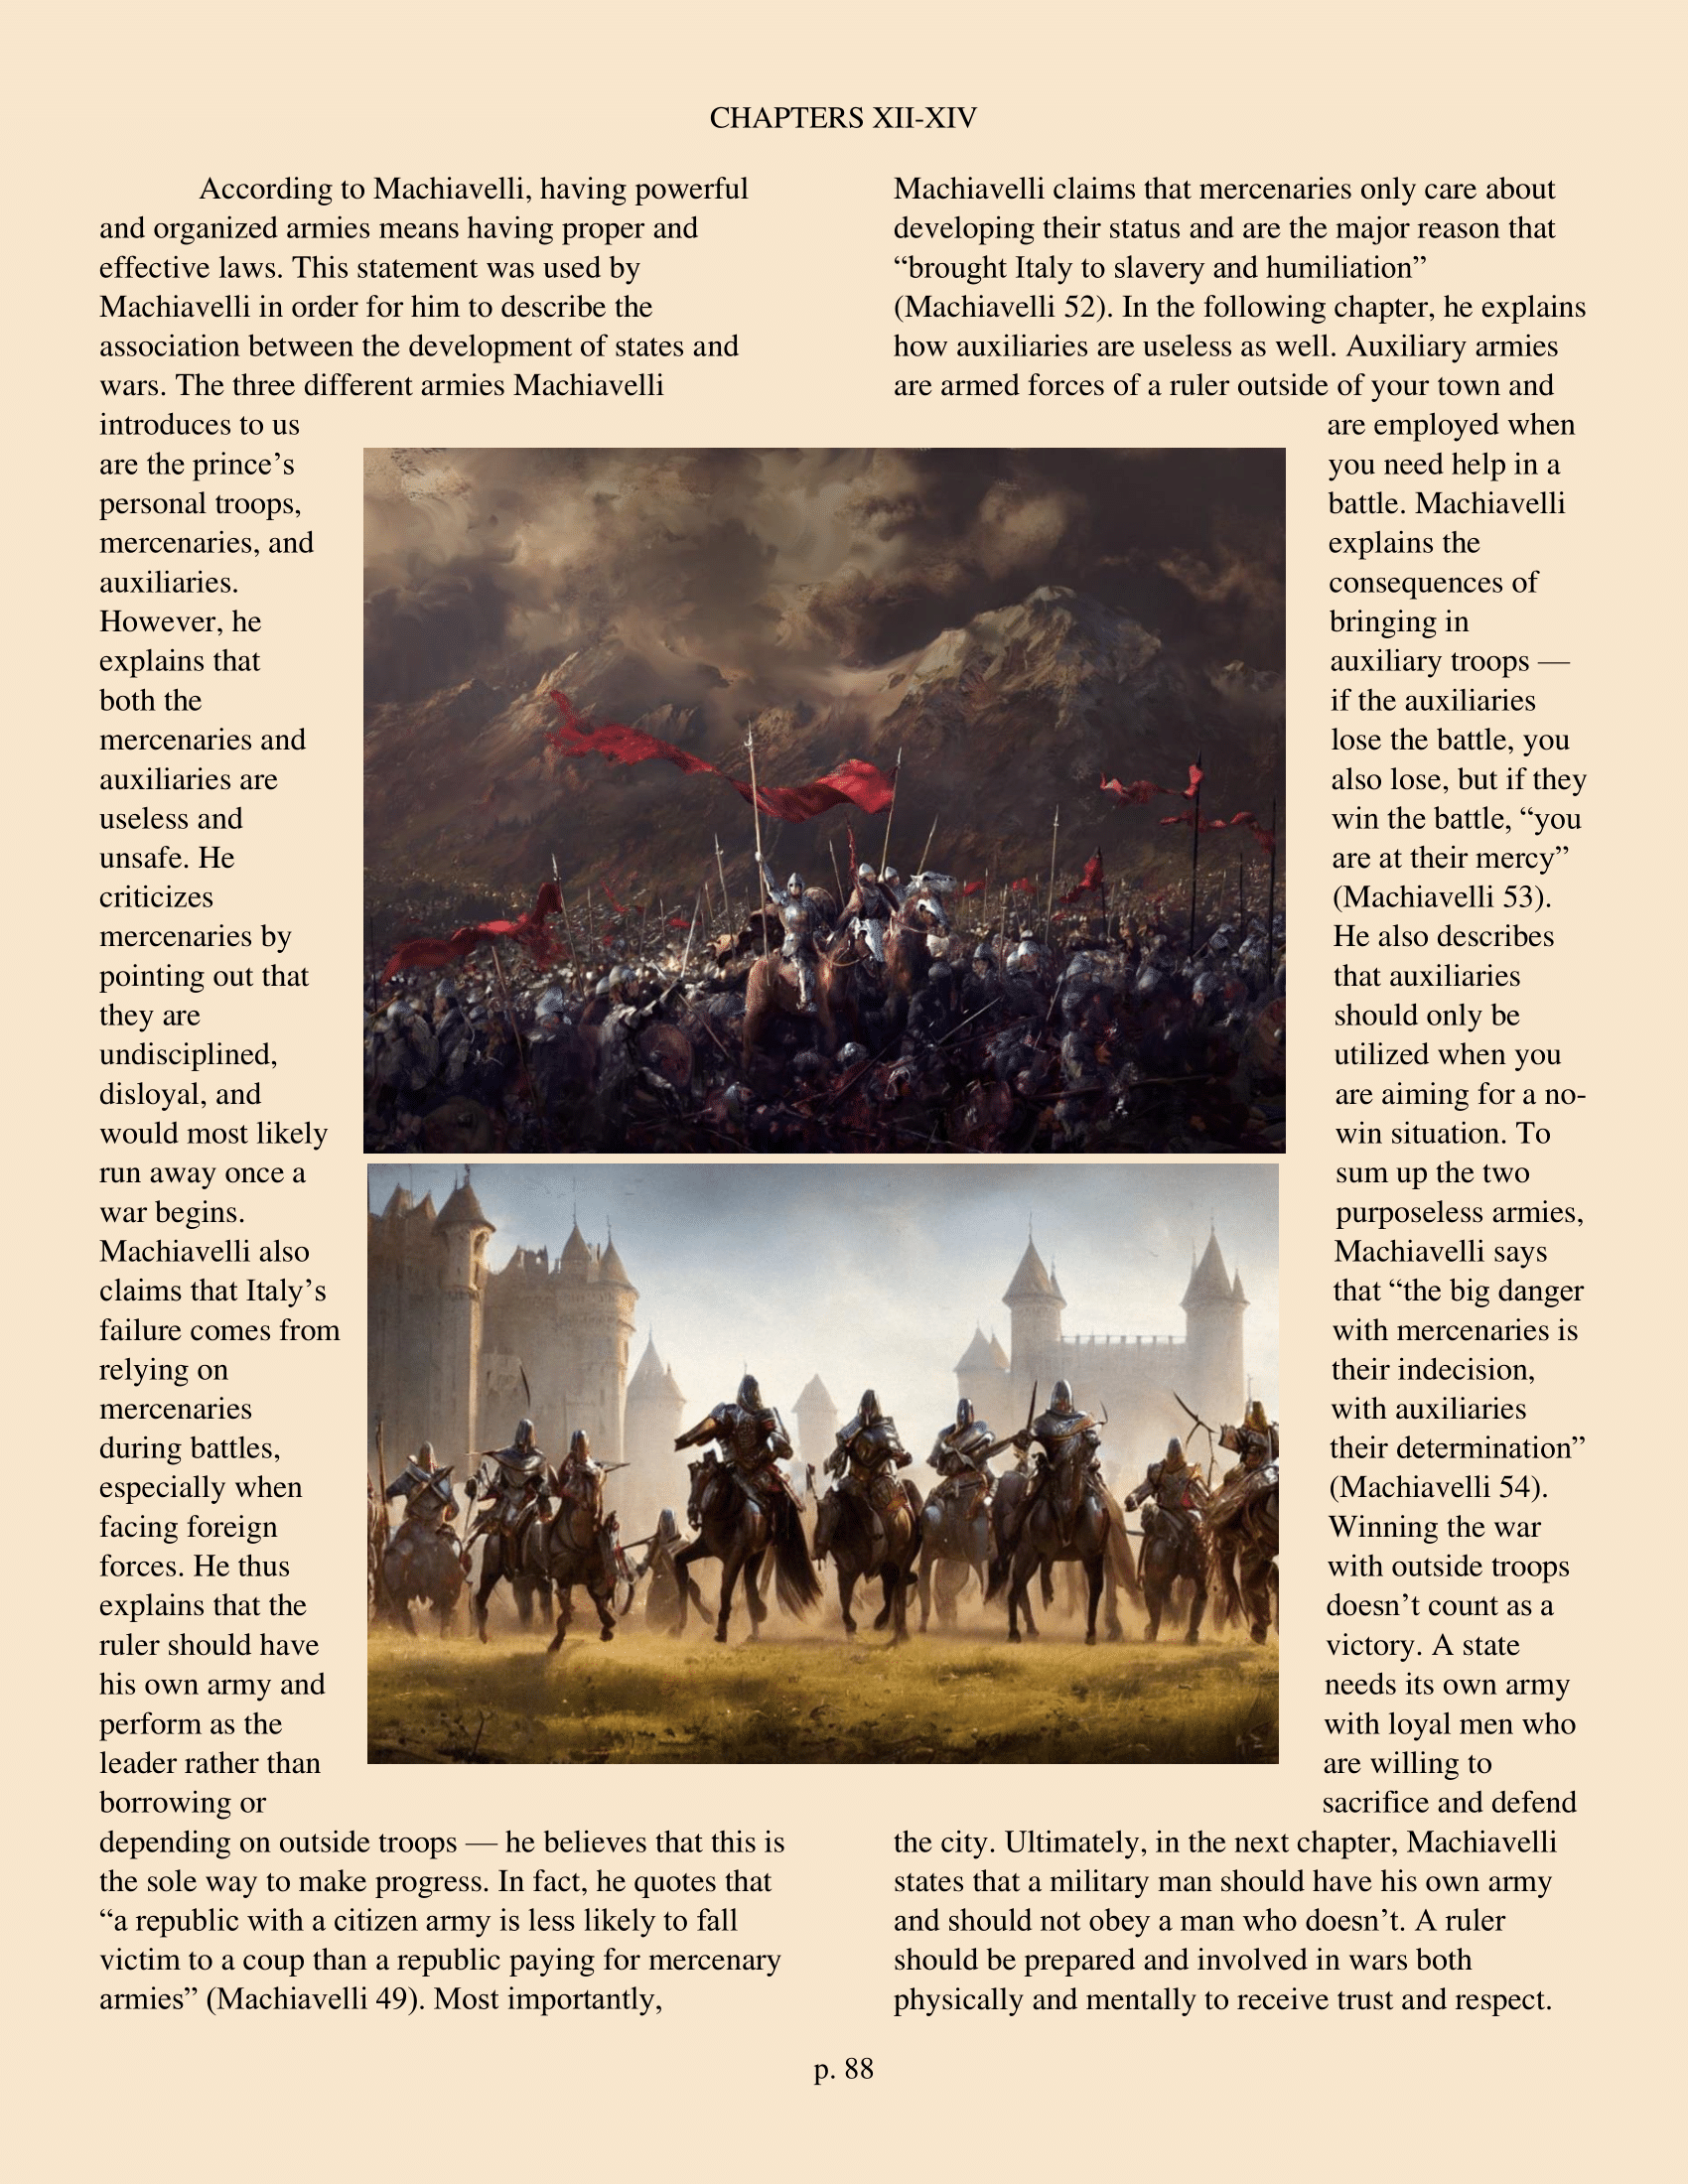 CHAPTERS XII-XIV
According to Machiavelli, having powerful
and organized armies means having proper and
effective laws. This statement was used by
Machiavelli in order for him to describe the
association between the development of states and
wars. The three different armies Machiavelli
introduces to us
are the prince’s
personal troops,
mercenaries, and
auxiliaries.
However, he
explains that
both the
mercenaries and
auxiliaries are
useless and
unsafe. He
criticizes
mercenaries by
pointing out that
they are
undisciplined,
disloyal, and
would most likely
run away once a
war begins.
Machiavelli also
claims that Italy’s
failure comes from
relying on
mercenaries
during battles,
especially when
facing foreign
forces. He thus
explains that the
ruler should have
his own army and
perform as the
leader rather than
borrowing or
depending on outside troops — he believes that this is
the sole way to make progress. In fact, he quotes that
“a republic with a citizen army is less likely to fall
victim to a coup than a republic paying for mercenary
armies” (Machiavelli 49). Most importantly,
Machiavelli claims that mercenaries only care about
developing their status and are the major reason that
“brought Italy to slavery and humiliation”
(Machiavelli 52). In the following chapter, he explains
how auxiliaries are useless as well. Auxiliary armies
are armed forces of a ruler outside of your town and
are employed when
you need help in a
battle. Machiavelli
explains the
consequences of
bringing in
auxiliary troops —
if the auxiliaries
lose the battle, you
also lose, but if they
win the battle, “you
are at their mercy”
(Machiavelli 53).
He also describes
that auxiliaries
should only be
utilized when you
are aiming for a no-
win situation. To
sum up the two
purposeless armies,
Machiavelli says
that “the big danger
with mercenaries is
their indecision,
with auxiliaries
their determination”
(Machiavelli 54).
Winning the war
with outside troops
doesn’t count as a
victory. A state
needs its own army
with loyal men who
are willing to
sacrifice and defend
the city. Ultimately, in the next chapter, Machiavelli
states that a military man should have his own army
and should not obey a man who doesn’t. A ruler
should be prepared and involved in wars both
physically and mentally to receive trust and respect.
p. 88